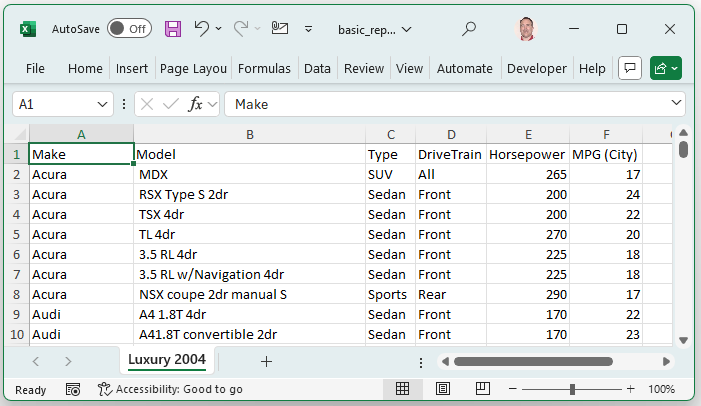 AutoSave Off basic_rep...
File Home Insert Page Layou Formulas Data Review View Automate Developer Help
A1 fx Make
A B C D E F
1 Make Model Type DriveTrain Horsepower MPG (City)
2 Acura MDX SUV All 265 17
3 Acura RSX Type S 2dr Sedan Front 200 24
4 Acura TSX 4dr Sedan Front 200 22
5 Acura TL 4dr Sedan Front 270 20
6 Acura 3.5 RL 4dr Sedan Front 225 18
7 Acura 3.5 RL w/Navigation 4dr Sedan Front 225 18
8 Acura NSX coupe 2dr manual S Sports Rear 290 17
9 Audi A4 1.8T 4dr Sedan Front 170 22
10 Audi A41.8T convertible 2dr Sedan Front 170 23
Luxury 2004
Ready Accessibility: Good to go 100%